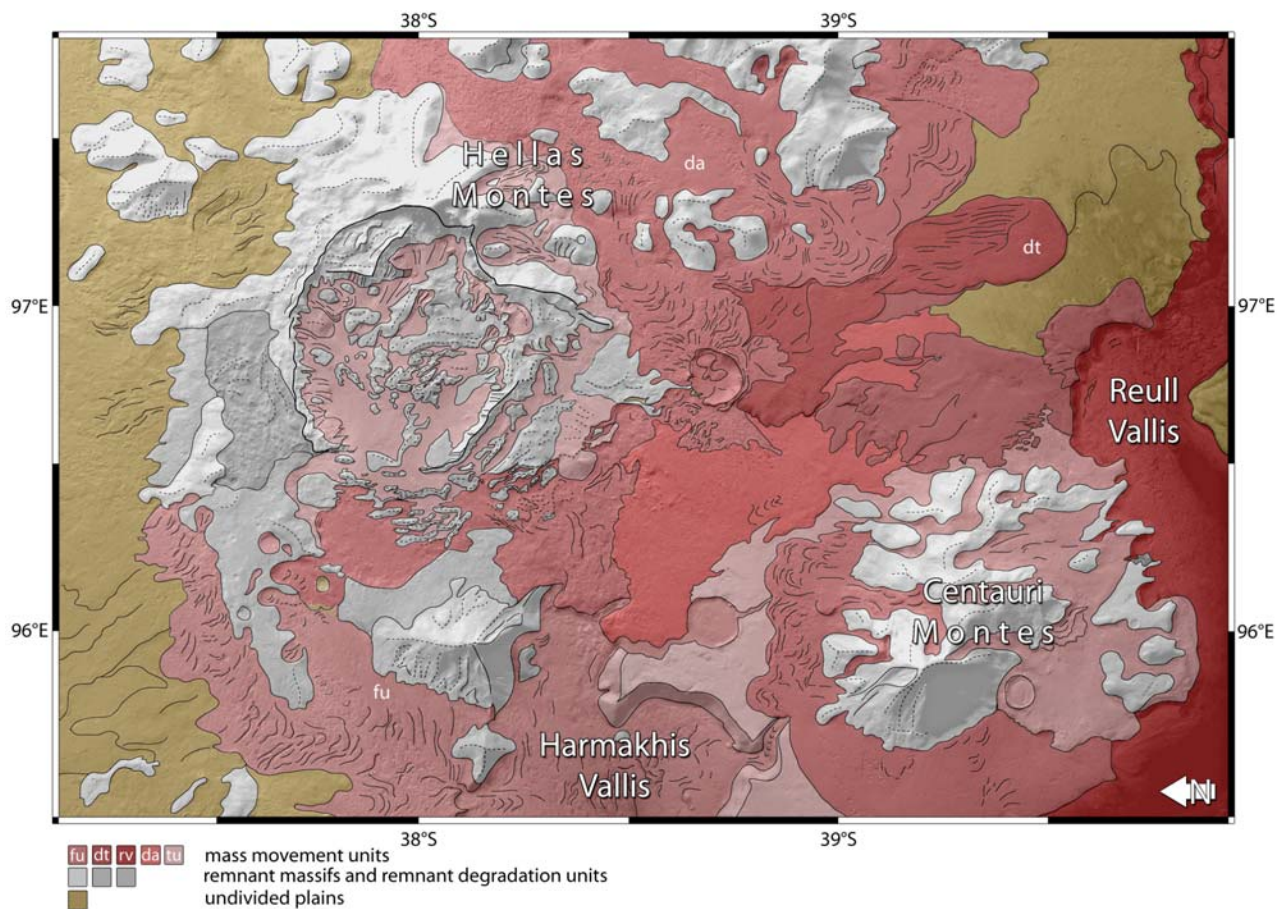 38°S 39°S
Hellas
Montes
da
dt
97°E 97°E
Reull
Vallis
Centauri
Montes
96°E 96°E
fu
Harmakhis
Vallis
N
38°S 39°S
fu dt rv da tu mass movement units
remnant massifs and remnant degradation units
undivided plains